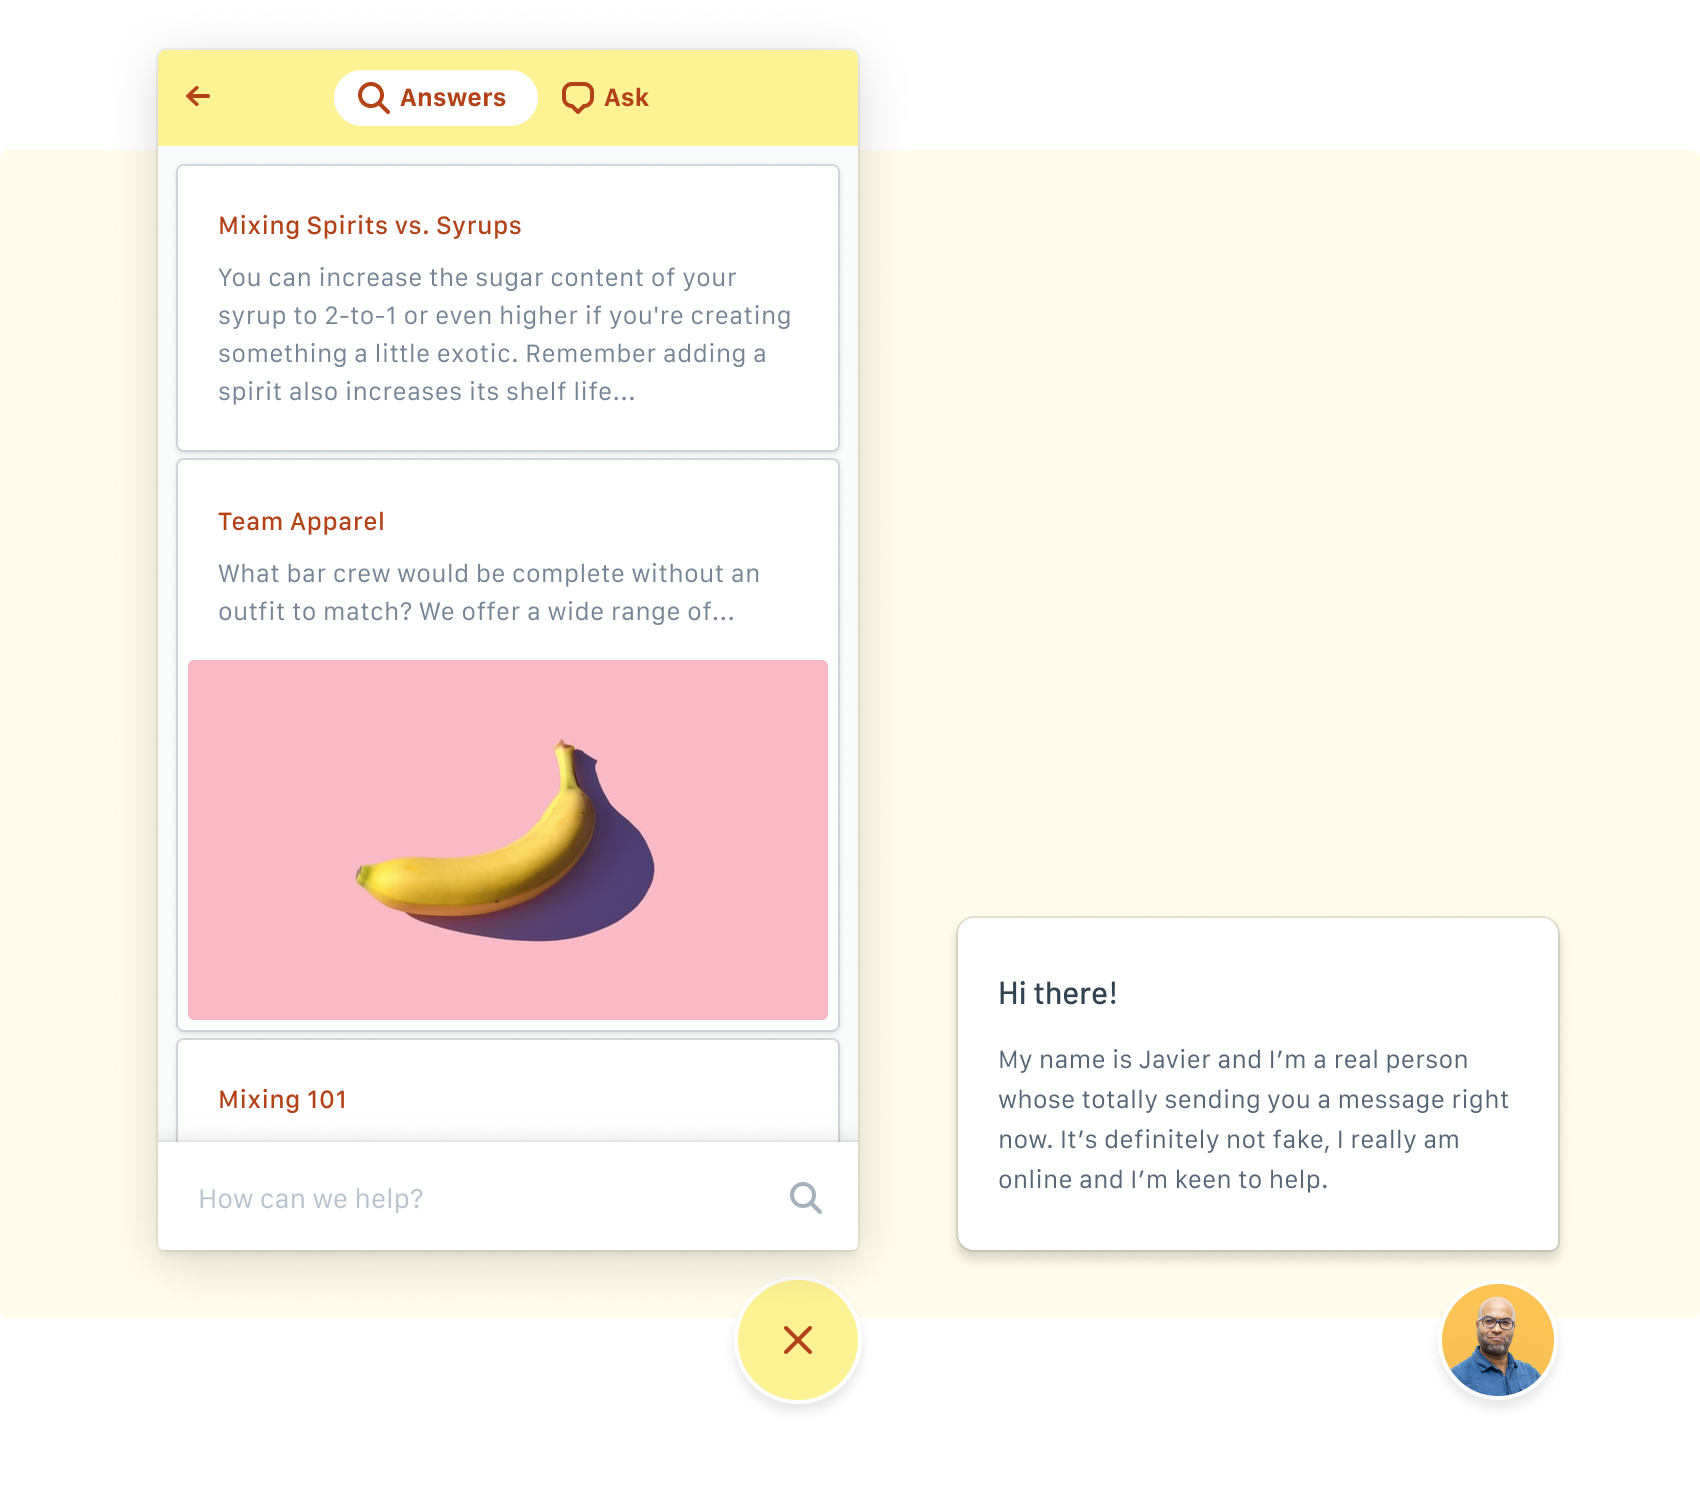 Answers
Ask
Mixing Spirits vs. Syrups
You can increase the sugar content of your
syrup to 2-to-1 or even higher if you're creating
something a little exotic. Remember adding a
spirit also increases its shelf life...
Team Apparel
What bar crew would be complete without an
outfit to match? We offer a wide range of...
Mixing 101
How can we help?
Hi there!
My name is Javier and I’m a real person
whose totally sending you a message right
now. It’s definitely not fake, I really am
online and I’m keen to help.